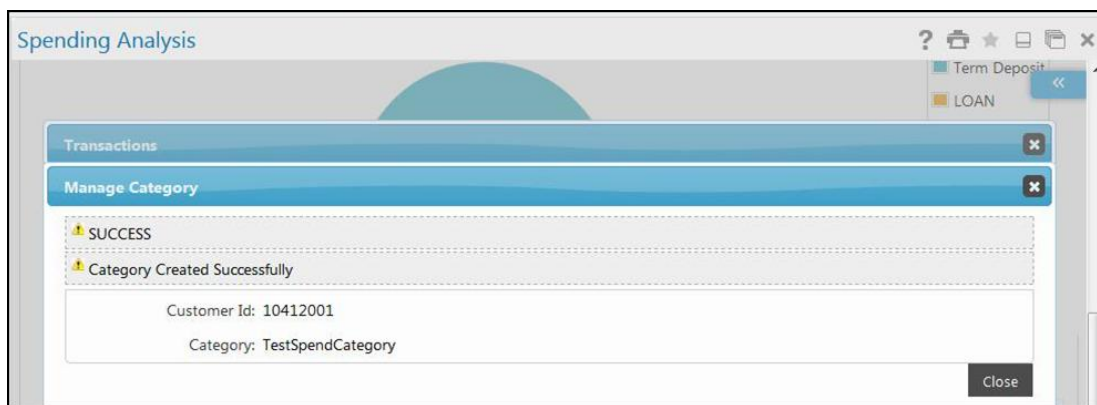 Spending Analysis
Term Deposit
LOAN
Transactions
Manage Category
SUCCESS
Category Created Successfully
Customer Id: 10412001
Category: TestSpendCategory
Close